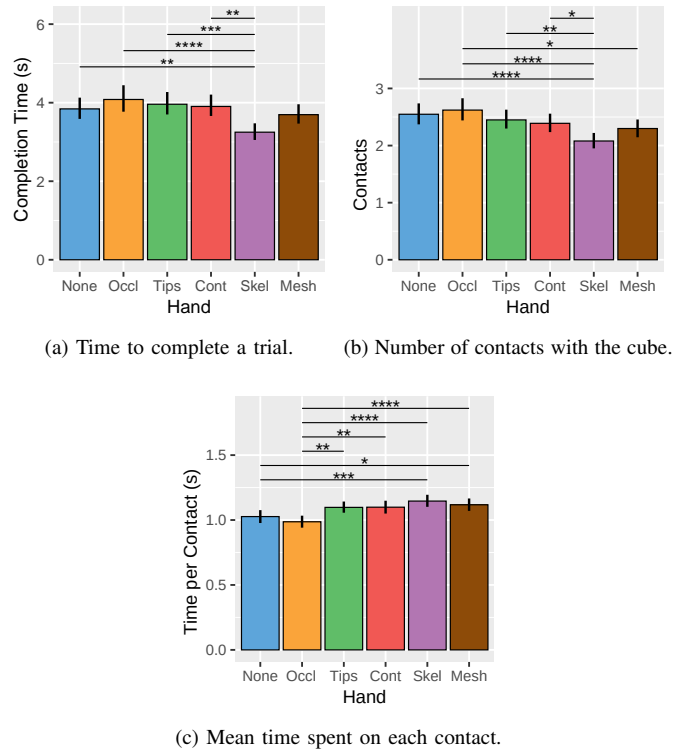 **
***
****
**
6
4
2
0
Completion Time (s)
None Occl Tips Cont Skel Mesh
Hand
(a) Time to complete a trial.
*
**
*
****
****
3
2
1
0
Contacts
None Occl Tips Cont Skel Mesh
Hand
(b) Number of contacts with the cube.
****
****
**
**
*
***
1.5
1.0
0.5
0.0
Time per Contact (s)
None Occl Tips Cont Skel Mesh
Hand
(c) Mean time spent on each contact.